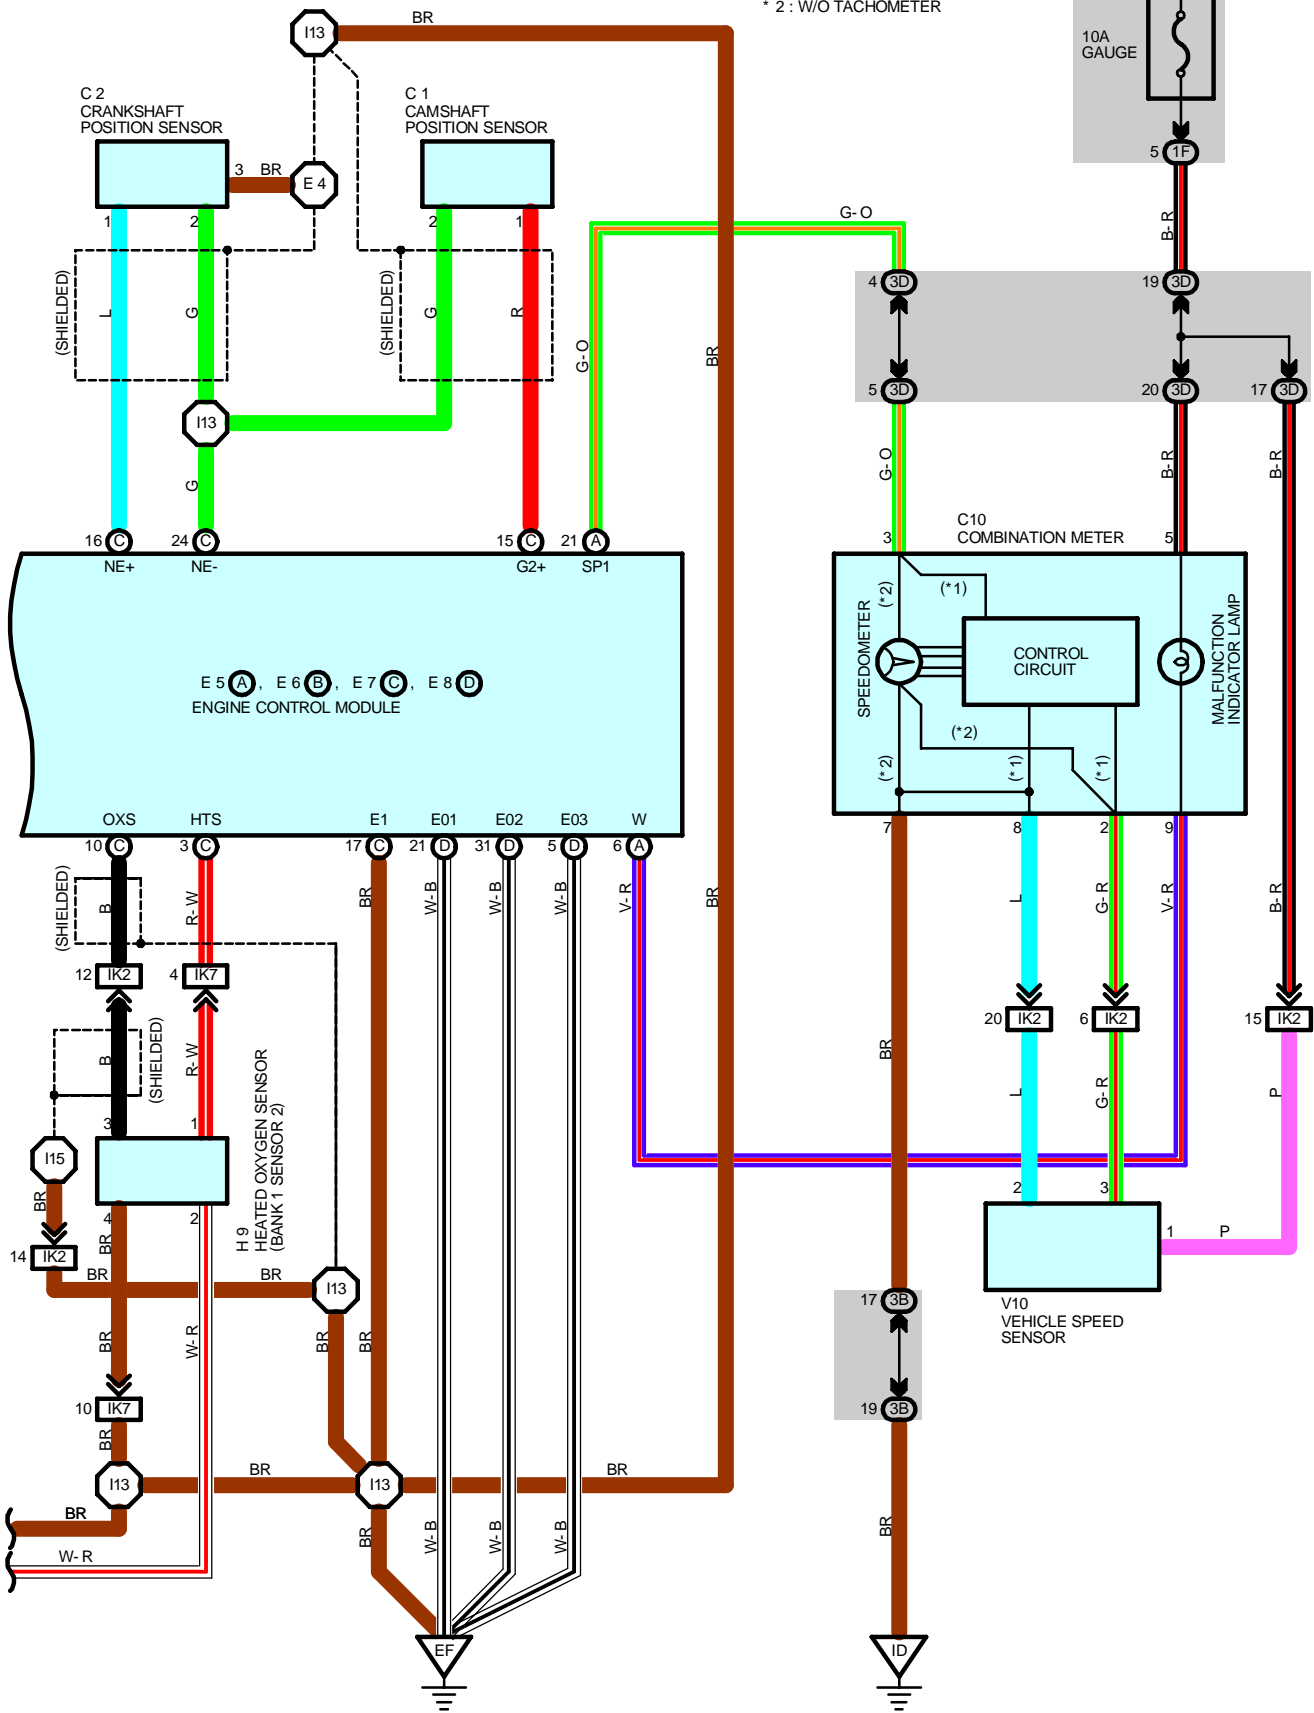 * 2 : W/O TACHOMETER
I13
BR
10A
GAUGE
C 2
CRANKSHAFT
POSITION SENSOR
C 1
CAMSHAFT
POSITION SENSOR
5 1F
3 BR
E 4
1 2
2 1
G- O
B- R
(SHIELDED)
L
G
(SHIELDED)
G
R
G- O
BR
4 3D
19 3D
5 3D
20 3D
17 3D
I13
G
G- O
B- R
B- R
16 C
24 C
15 C
21 A
NE+
NE-
G2+
SP1
C10
COMBINATION METER
3
5
(*2)
(*1)
SPEEDOMETER
CONTROL
CIRCUIT
MALFUNCTION
INDICATOR LAMP
E 5 A , E 6 B , E 7 C , E 8 D
ENGINE CONTROL MODULE
(*2)
(*2)
(*1)
(*1)
OXS
HTS
E1
E01
E02
E03
W
10 C
3 C
17 C
21 D
31 D
5 D
6 A
7
8
2
9
(SHIELDED)
B
R- W
BR
W- B
W- B
W- B
V- R
BR
L
G- R
V- R
B- R
12 IK2
4 IK7
20 IK2
6 IK2
15 IK2
B
(SHIELDED)
R- W
BR
L
G- R
P
3
1
I15
H 9
HEATED OXYGEN SENSOR
(BANK 1 SENSOR 2)
BR
4
2
BR
14 IK2
BR
BR
I13
2
3
1
P
V10
VEHICLE SPEED
SENSOR
17 3B
BR
W- R
BR
BR
10 IK7
19 3B
BR
I13
BR
I13
BR
BR
W- R
BR
W- B
W- B
W- B
BR
EF
ID